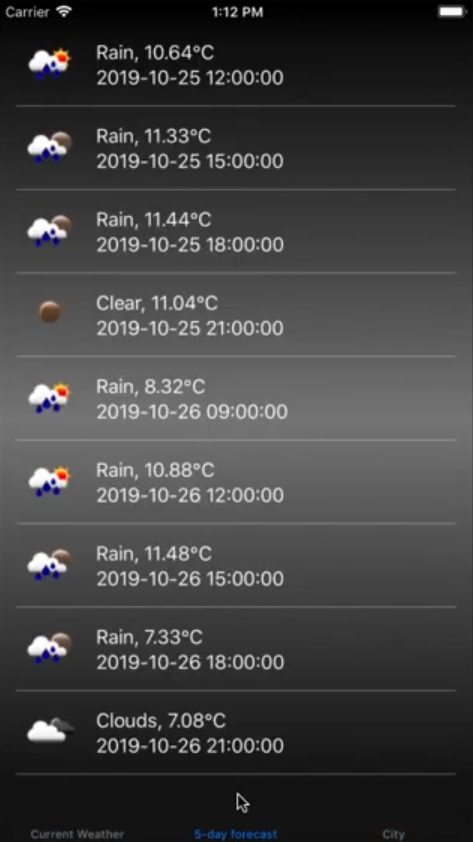 Carrier 1:12 PM
Rain, 10.64°C
2019-10-25 12:00:00
Rain, 11.33°C
2019-10-25 15:00:00
Rain, 11.44°C
2019-10-25 18:00:00
Clear, 11.04°C
2019-10-25 21:00:00
Rain, 8.32°C
2019-10-26 09:00:00
Rain, 10.88°C
2019-10-26 12:00:00
Rain, 11.48°C
2019-10-26 15:00:00
Rain, 7.33°C
2019-10-26 18:00:00
Clouds, 7.08°C
2019-10-26 21:00:00
Current Weather 5-day forecast City